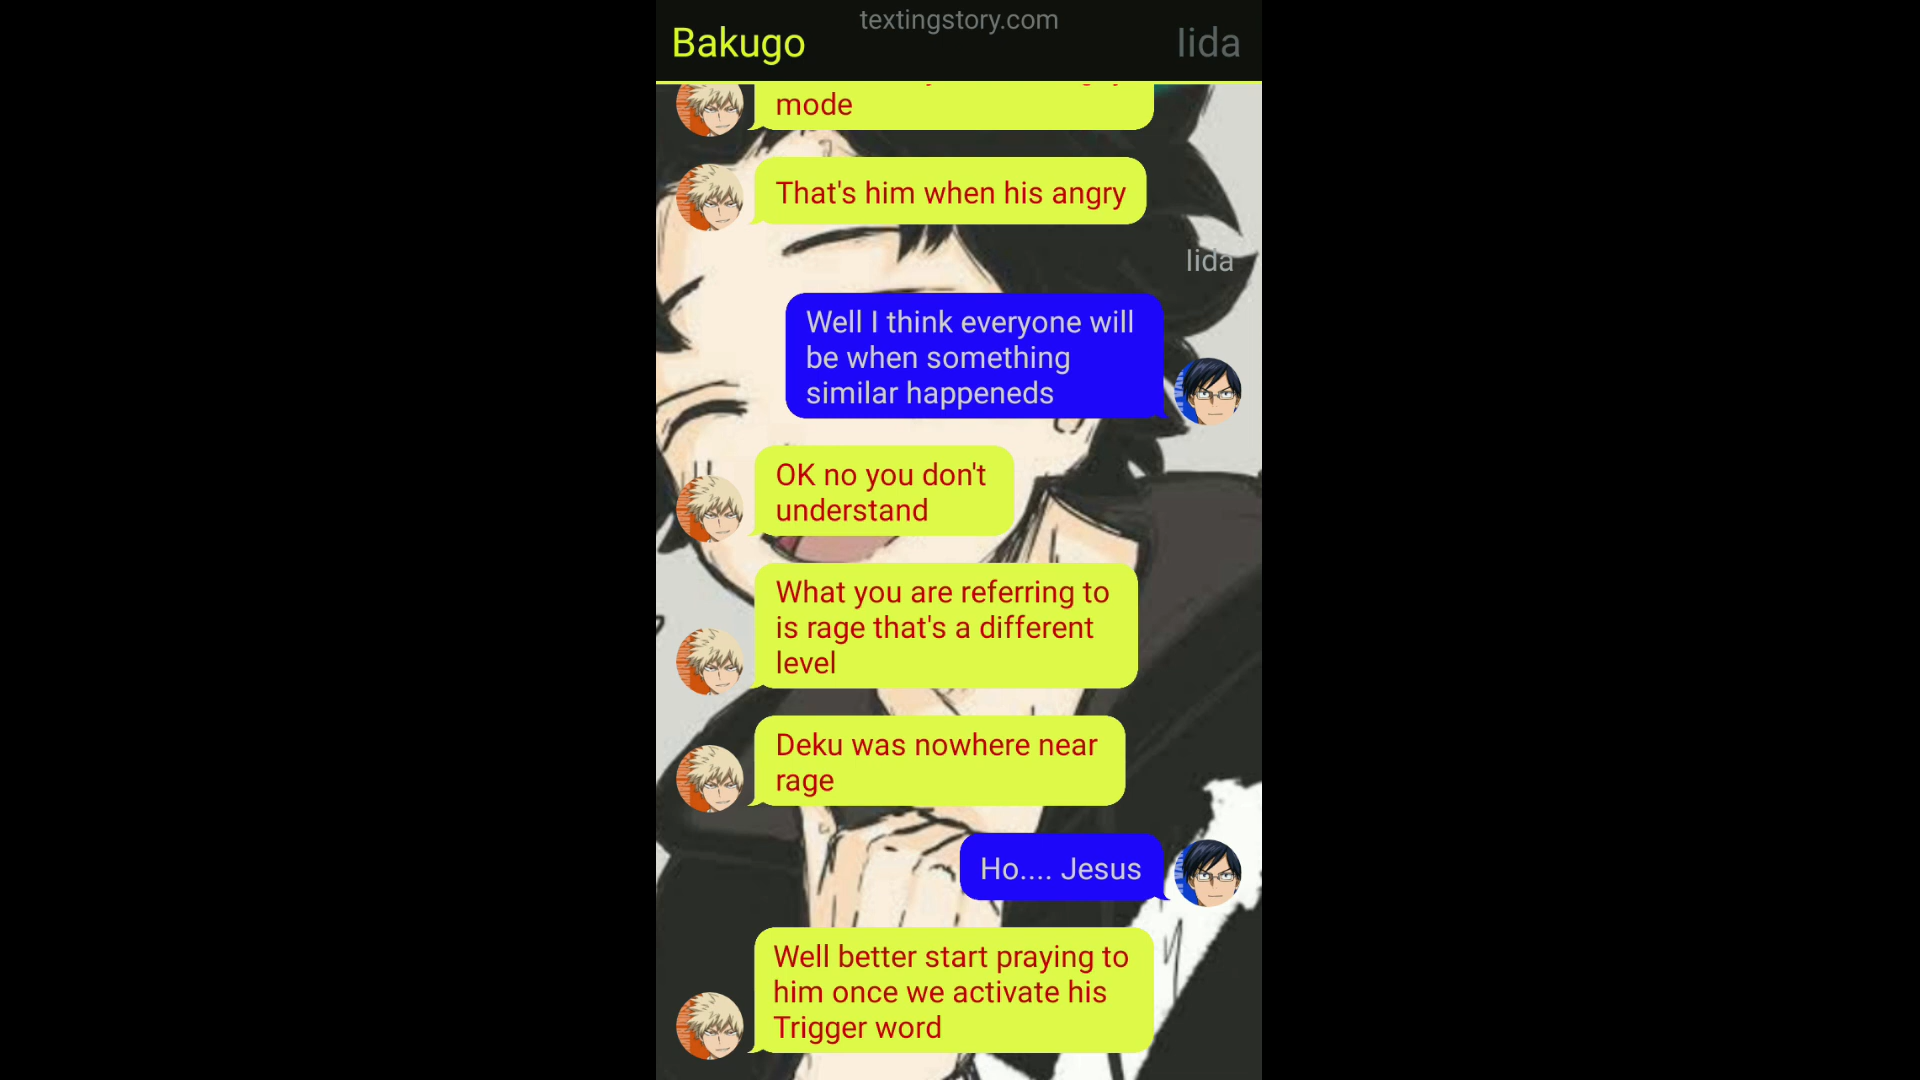 textingstory.com
Bakugo
Iida
mode
That's him when his angry
Iida
Well I think everyone will
be when something
similar happeneds
OK no you don't
understand
What you are referring to
is rage that's a different
level
Deku was nowhere near
rage
Ho.... Jesus
Well better start praying to
him once we activate his
Trigger word